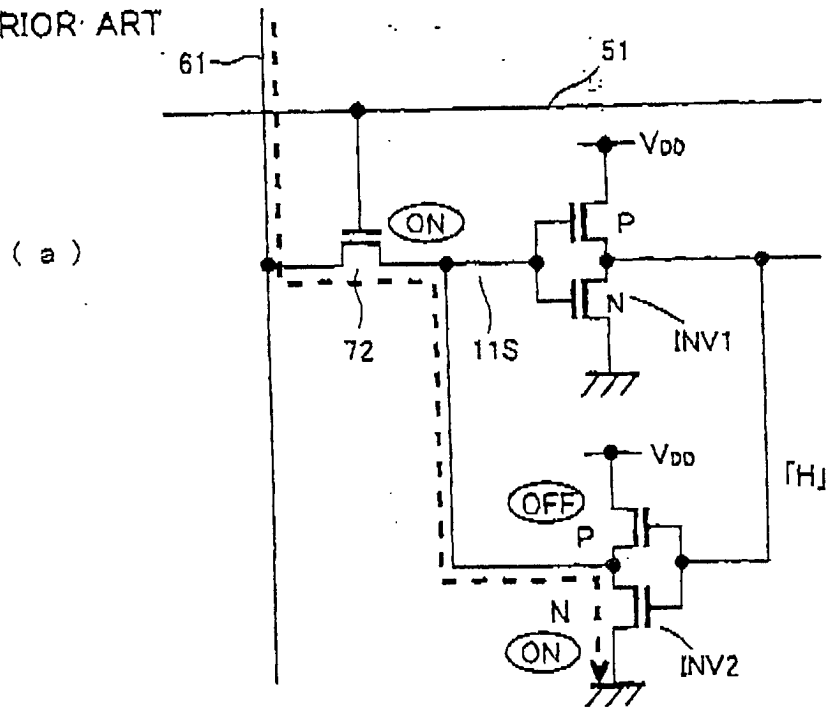 RIOR ART
61
51
VDD
ON
P
( a )
N
72
11S
INV1
VDD
「H」
OFF
P
N
ON
INV2